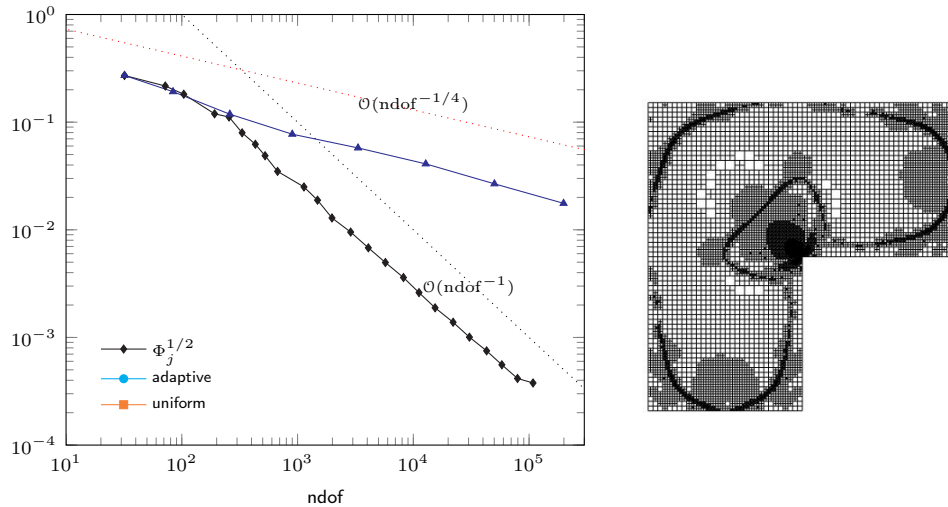 10^0
10^{-1}
10^{-2}
10^{-3}
10^{-4}
O(ndof^{-1/4})
O(ndof^{-1})
Φ_j^{1/2}
adaptive
uniform
10^1 10^2 10^3 10^4 10^5
ndof